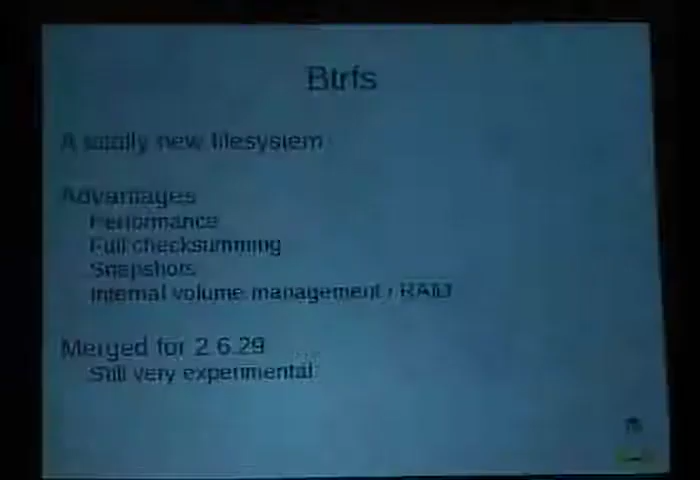 Btrfs
A totally new filesystem
Advantages
Performance
Full checksumming
Snapshots
Internal volume management / RAID
Merged for 2.6.29
Still very experimental